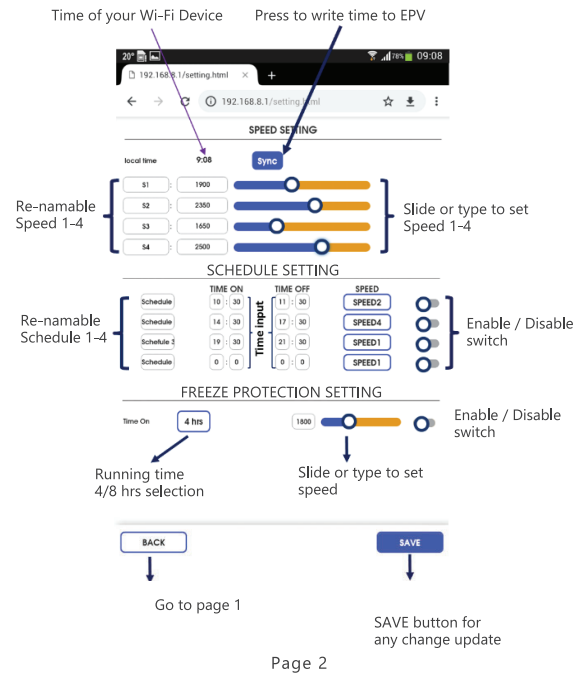 Time of your Wi-Fi Device Press to write time to EPV
20° 78% 09:08
192.168.8.1/setting.html × +
192.168.8.1/setting.html
SPEED SETTING
local time 9:08 Sync
S1 : 1900
S2 : 2350
S3 : 1650
S4 : 2500
Re-namable
Speed 1-4
Slide or type to set
Speed 1-4
SCHEDULE SETTING
TIME ON TIME OFF SPEED
Schedule 10 : 30 11 : 30 SPEED2
Schedule 14 : 30 17 : 30 SPEED4
Schefule 3 19 : 30 21 : 30 SPEED1
Schedule 0 : 0 0 : 0 SPEED1
Time input
Re-namable
Schedule 1-4
Enable / Disable
switch
FREEZE PROTECTION SETTING
Time On 4 hrs 1800
Enable / Disable
switch
Running time
4/8 hrs selection
Slide or type to set
speed
BACK SAVE
Go to page 1
SAVE button for
any change update
Page 2